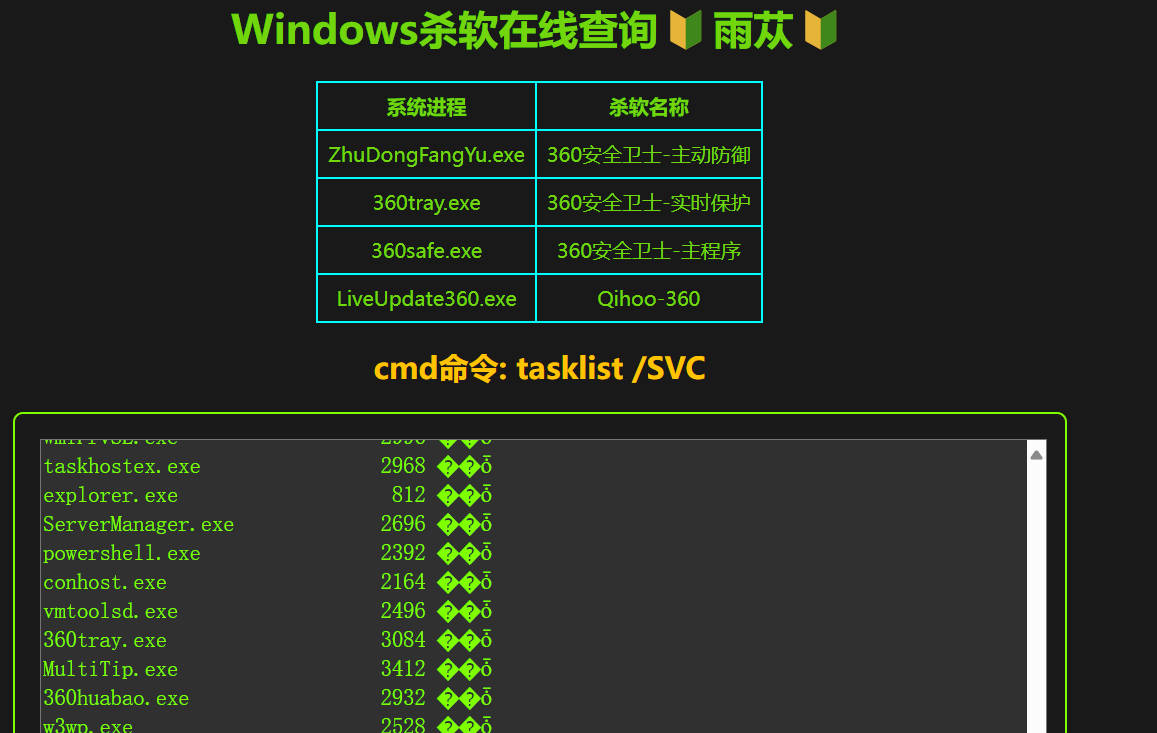 Windows杀软在线查询🔰雨苁🔰
系统进程 杀软名称
ZhuDongFangYu.exe 360安全卫士-主动防御
360tray.exe 360安全卫士-实时保护
360safe.exe 360安全卫士-主程序
LiveUpdate360.exe Qihoo-360
cmd命令: tasklist /SVC
taskhostex.exe 2968 ��ȱ
explorer.exe 812 ��ȱ
ServerManager.exe 2696 ��ȱ
powershell.exe 2392 ��ȱ
conhost.exe 2164 ��ȱ
vmtoolsd.exe 2496 ��ȱ
360tray.exe 3084 ��ȱ
MultiTip.exe 3412 ��ȱ
360huabao.exe 2932 ��ȱ
w3wp.exe 2528 ��ȱ